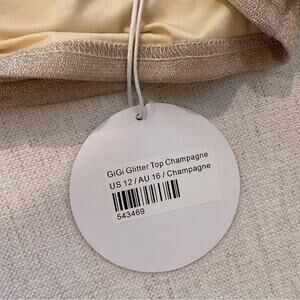 GiGi Glitter Top Champagne
US 12 / AU 16 / Champagne
543469